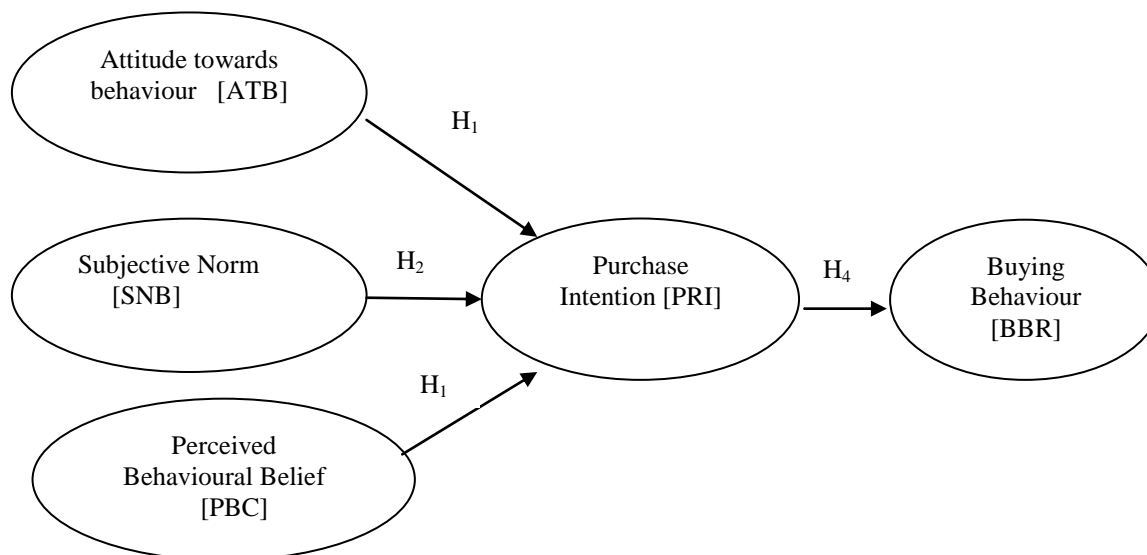 Attitude towards
behaviour [ATB]
H₁
Subjective Norm
[SNB]
H₂
Purchase
Intention [PRI]
H₄
Buying
Behaviour
[BBR]
H₁
Perceived
Behavioural Belief
[PBC]